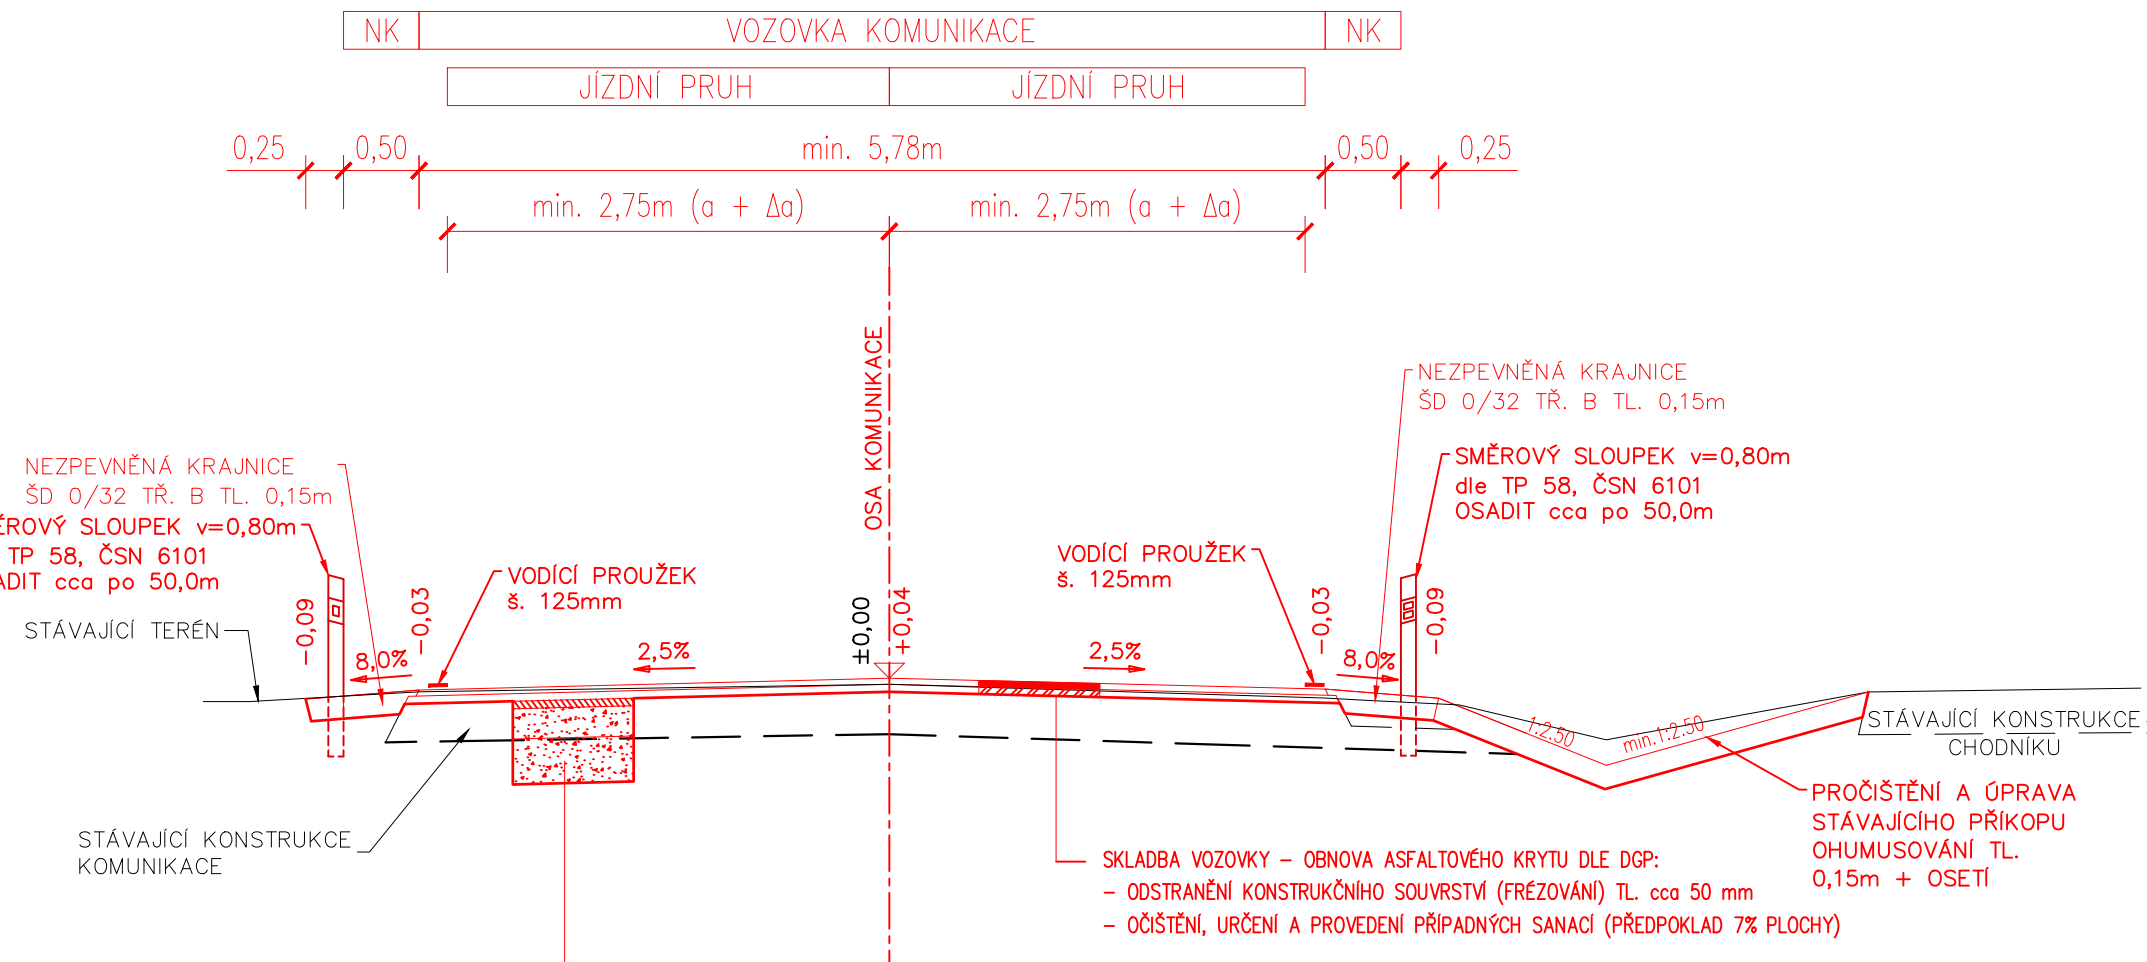 NK VOZOVKA KOMUNIKACE NK
JÍZDNÍ PRUH JÍZDNÍ PRUH
0,25 0,50 min. 5,78m 0,50 0,25
min. 2,75m (a + Δa) min. 2,75m (a + Δa)
OSA KOMUNIKACE
NEZPEVNĚNÁ KRAJNICE
ŠD 0/32 TŘ. B TL. 0,15m
SMĚROVÝ SLOUPEK v=0,80m
dle TP 58, ČSN 6101
OSADIT cca po 50,0m
NEZPEVNĚNÁ KRAJNICE
ŠD 0/32 TŘ. B TL. 0,15m
ĚROVÝ SLOUPEK v=0,80m
TP 58, ČSN 6101
ADIT cca po 50,0m
STÁVAJÍCÍ TERÉN
VODÍCÍ PROUŽEK
š. 125mm
VODÍCÍ PROUŽEK
š. 125mm
-0,09
-0,03
±0,00
+0,04
-0,03
-0,09
8,0% 2,5% 2,5% 8,0%
1:2.50
min.1:2.50
STÁVAJÍCÍ KONSTRUKCE
CHODNÍKU
STÁVAJÍCÍ KONSTRUKCE
KOMUNIKACE
PROČIŠTĚNÍ A ÚPRAVA
STÁVAJÍCÍHO PŘÍKOPU
OHUMUSOVÁNÍ TL.
0,15m + OSETÍ
SKLADBA VOZOVKY – OBNOVA ASFALTOVÉHO KRYTU DLE DGP:
– ODSTRANĚNÍ KONSTRUKČNÍHO SOUVRSTVÍ (FRÉZOVÁNÍ) TL. cca 50 mm
– OČIŠTĚNÍ, URČENÍ A PROVEDENÍ PŘÍPADNÝCH SANACÍ (PŘEDPOKLAD 7% PLOCHY)